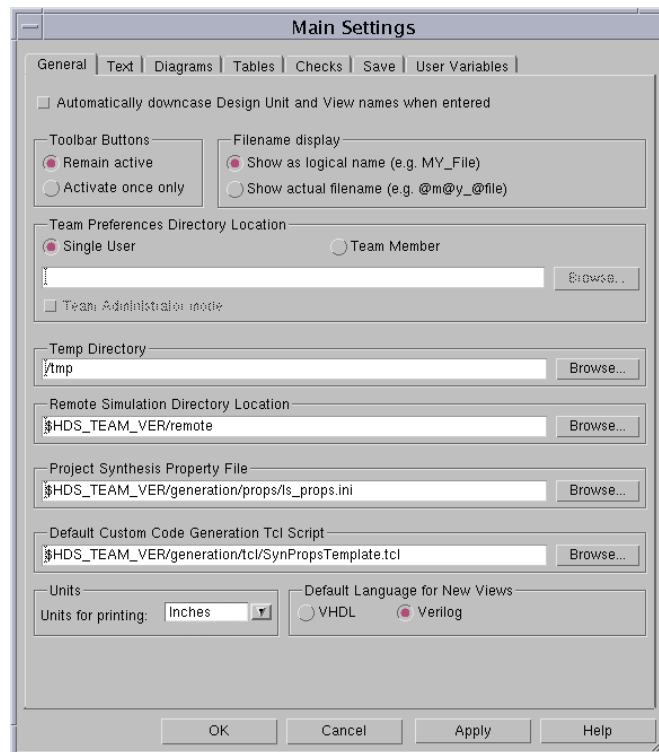 Main Settings
General
Text
Diagrams
Tables
Checks
Save
User Variables
Automatically downcase Design Unit and View names when entered
Toolbar Buttons
Remain active
Activate once only
Filename display
Show as logical name (e.g. MY_File)
Show actual filename (e.g. @m@y_@file)
Team Preferences Directory Location
Single User
Team Member
Browse...
Team Administrator mode
Temp Directory
/tmp
Browse...
Remote Simulation Directory Location
$HDS_TEAM_VER/remote
Browse...
Project Synthesis Property File
$HDS_TEAM_VER/generation/props/ls_props.ini
Browse...
Default Custom Code Generation Tcl Script
$HDS_TEAM_VER/generation/tcl/SynPropsTemplate.tcl
Browse...
Units
Units for printing: Inches
Default Language for New Views
VHDL
Verilog
OK
Cancel
Apply
Help